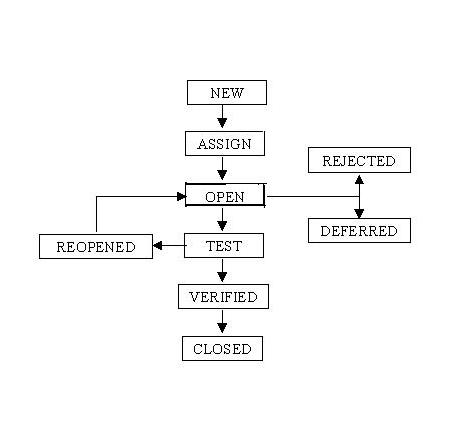 NEW
ASSIGN
REJECTED
OPEN
DEFERRED
REOPENED
TEST
VERIFIED
CLOSED